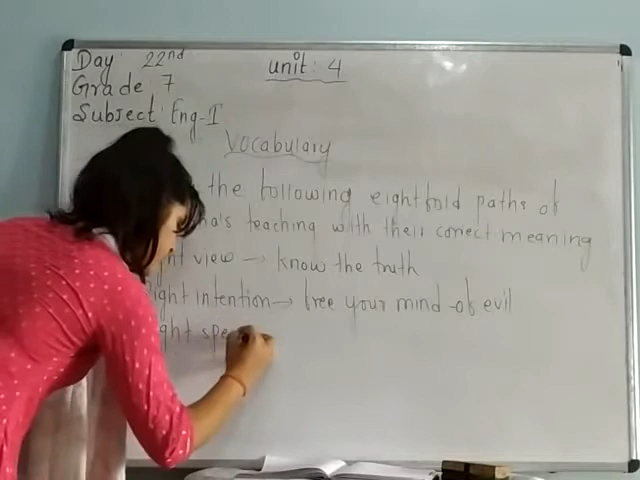 Day: 22nd
Grade: 7
Subject: Eng-I
unit: 4
Vocabulary
the following eightfold paths of
teaching with their correct meaning
view → know the truth
intention → free your mind of evil